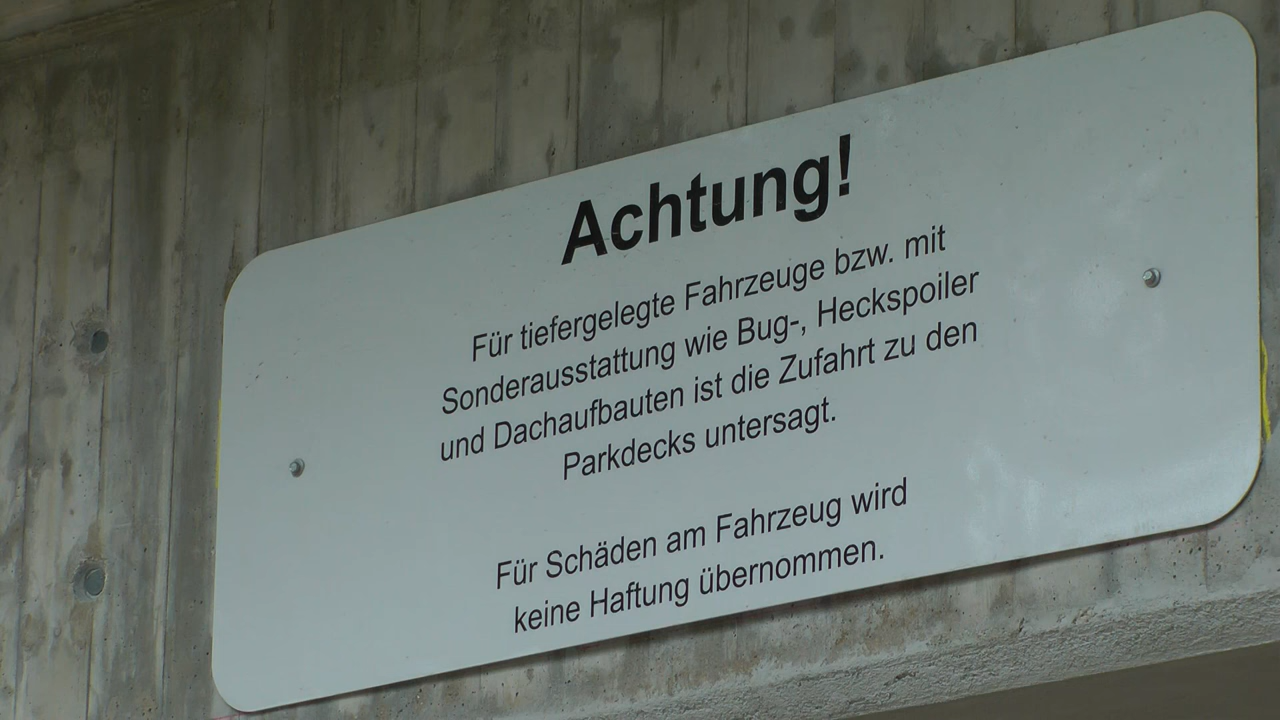 Achtung!
Für tiefergelegte Fahrzeuge bzw. mit
Sonderausstattung wie Bug-, Heckspoiler
und Dachaufbauten ist die Zufahrt zu den
Parkdecks untersagt.
Für Schäden am Fahrzeug wird
keine Haftung übernommen.